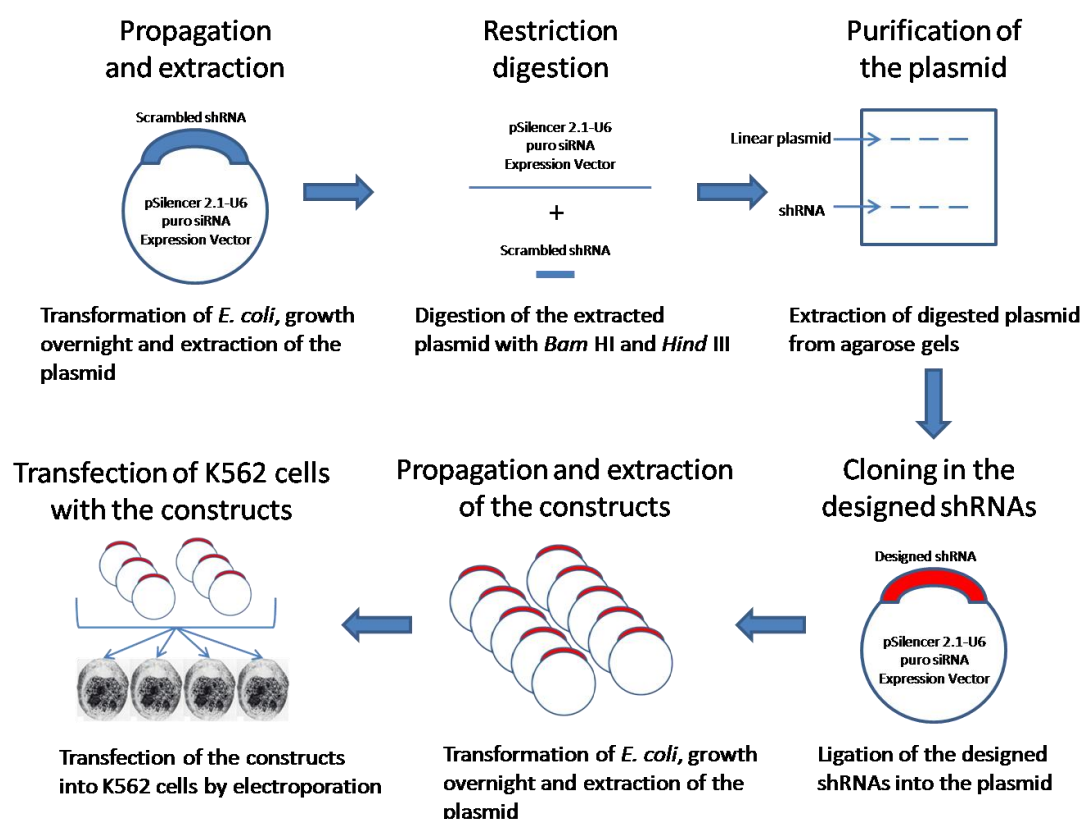 Propagation
and extraction
Scrambled shRNA
pSilencer 2.1-U6
puro siRNA
Expression Vector
Transformation of E. coli, growth
overnight and extraction of the
plasmid
Restriction
digestion
pSilencer 2.1-U6
puro siRNA
Expression Vector
+
Scrambled shRNA
Digestion of the extracted
plasmid with Bam HI and Hind III
Purification of
the plasmid
Linear plasmid
shRNA
Extraction of digested plasmid
from agarose gels
Cloning in the
designed shRNAs
Designed shRNA
pSilencer 2.1-U6
puro siRNA
Expression Vector
Ligation of the designed
shRNAs into the plasmid
Propagation and extraction
of the constructs
Transformation of E. coli, growth
overnight and extraction of the
plasmid
Transfection of K562 cells
with the constructs
Transfection of the constructs
into K562 cells by electroporation